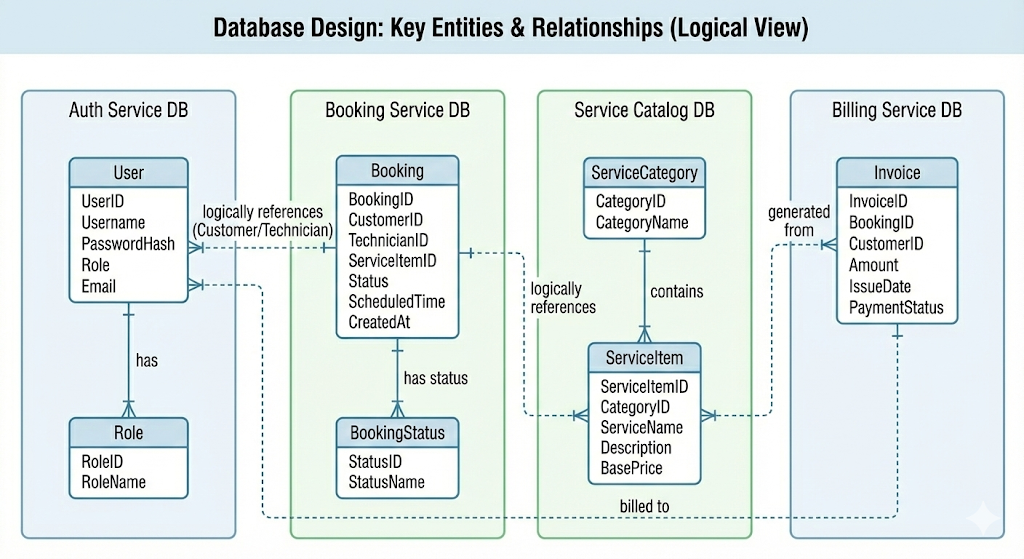 Database Design: Key Entities & Relationships (Logical View)
Auth Service DB
User
UserID
Username
PasswordHash
Role
Email
has
Role
RoleID
RoleName
logically references
(Customer/Technician)
Booking Service DB
Booking
BookingID
CustomerID
TechnicianID
ServiceItemID
Status
ScheduledTime
CreatedAt
has status
BookingStatus
StatusID
StatusName
logically
references
Service Catalog DB
ServiceCategory
CategoryID
CategoryName
contains
ServiceItem
ServiceItemID
CategoryID
ServiceName
Description
BasePrice
billed to
generated
from
Billing Service DB
Invoice
InvoiceID
BookingID
CustomerID
Amount
IssueDate
PaymentStatus